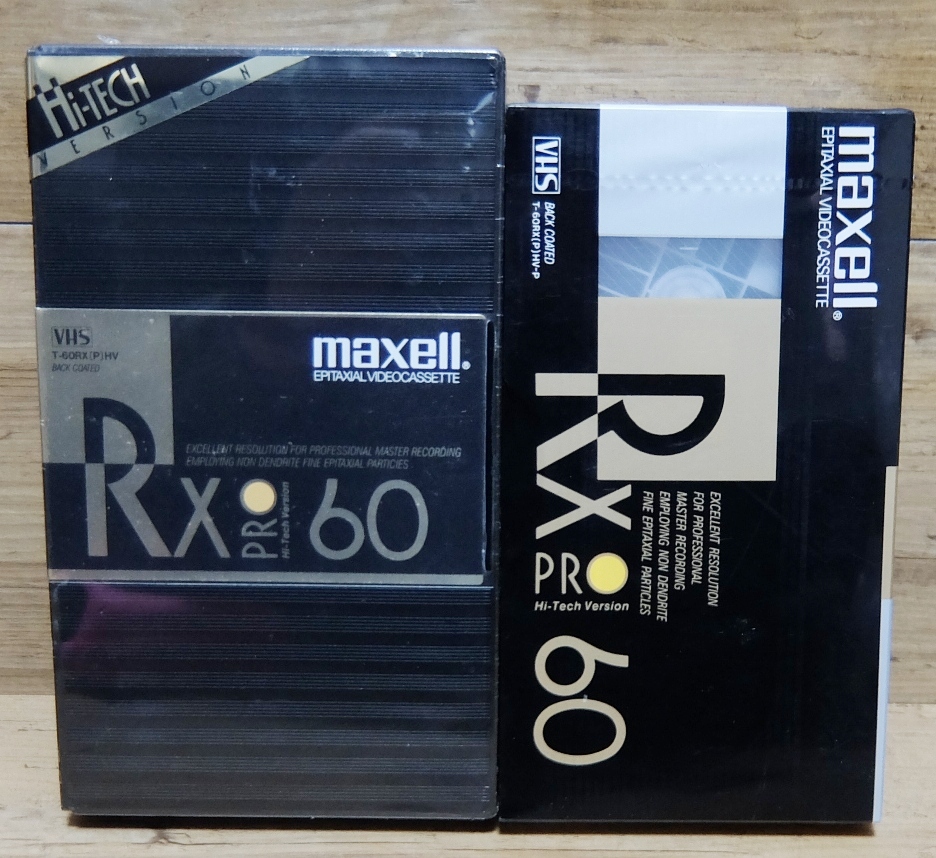 Hi-TECH
VERSION
VHS
T-60RX(P)HV
BACK COATED
maxell®
EPITAXIAL VIDEOCASSETTE
EXCELLENT RESOLUTION FOR PROFESSIONAL MASTER RECORDING
EMPLOYING NON DENDRITE FINE EPITAXIAL PARTICIES
Rx PRO 60
Hi-Tech Version
maxell®
EPITAXIAL VIDEOCASSETTE
VHS
BACK COATED
T-60RX(P)HV-P
RX
PRO
Hi-Tech Version
60
EXCELLENT RESOLUTION
FOR PROFESSIONAL
MASTER RECORDING
EMPLOYING NON DENDRITE
FINE EPITAXIAL PARTICLES